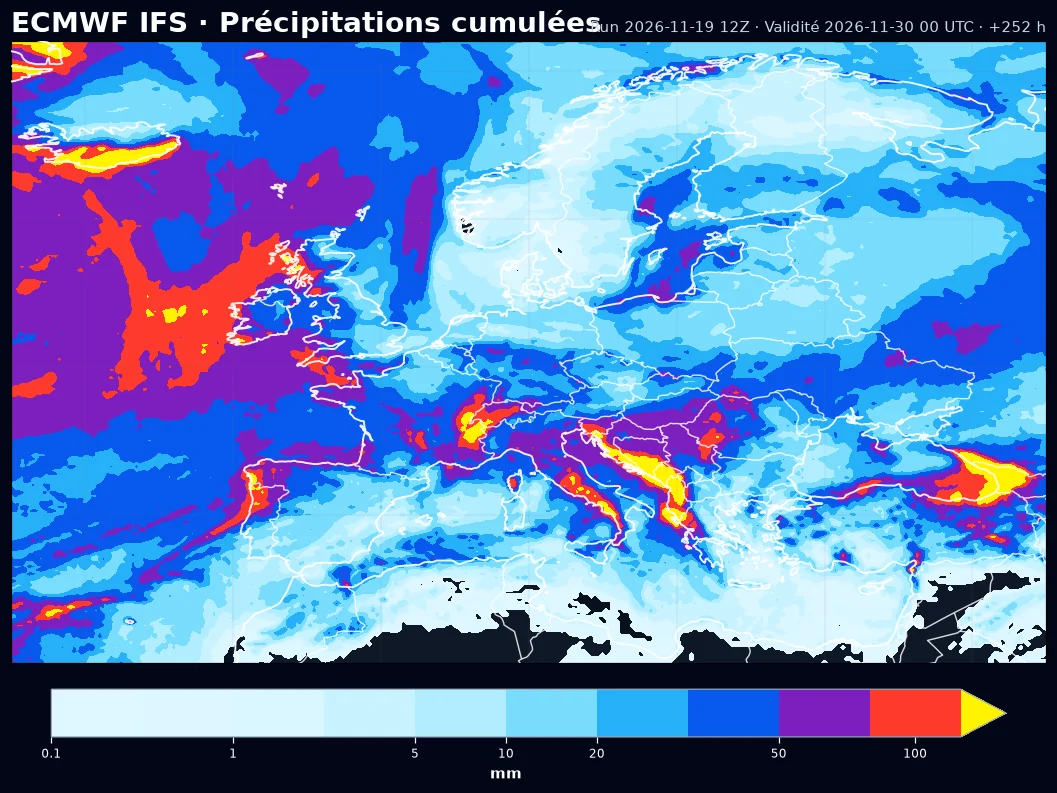 ECMWF IFS · Précipitations cumulées
Run 2026-11-19 12Z · Validité 2026-11-30 00 UTC · +252 h
0.1 1 5 10 20 50 100
mm